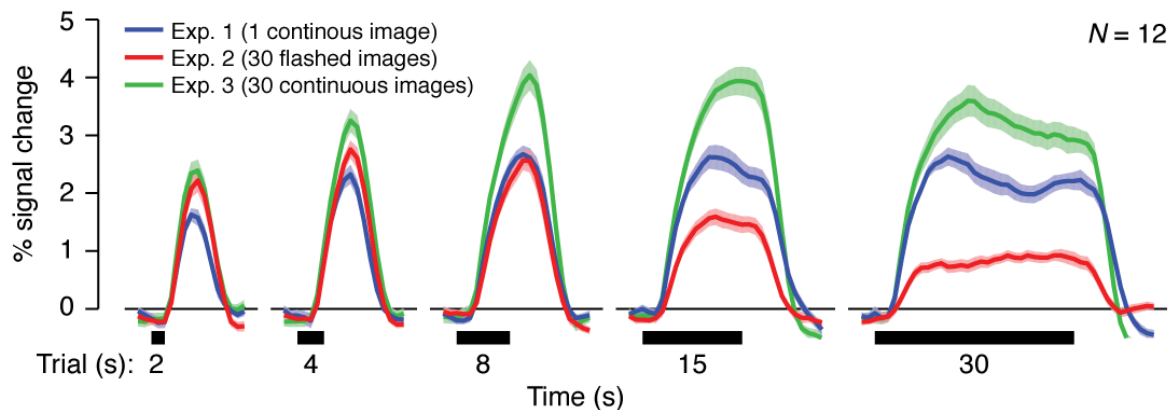 5
4
3
2
1
0
% signal change
Exp. 1 (1 continous image)
Exp. 2 (30 flashed images)
Exp. 3 (30 continuous images)
N = 12
Trial (s): 2 4 8 15 30
Time (s)